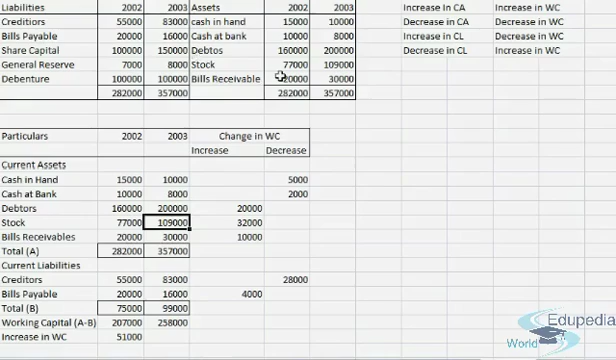 Liabilities 2002 2003 Assets 2002 2003 Increase in CA Increase in WC
Creditors 55000 83000 cash in hand 15000 10000 Decrease in CA Decrease in WC
Bills Payable 20000 16000 Cash at bank 10000 8000 Increase in CL Decrease in WC
Share Capital 100000 150000 Debtos 160000 200000 Decrease in CL Increase in WC
General Reserve 7000 8000 Stock 77000 109000
Debenture 100000 100000 Bills Receivable 20000 30000
282000 357000 282000 357000
Particulars 2002 2003 Change in WC
Increase Decrease
Current Assets
Cash in Hand 15000 10000 5000
Cash at Bank 10000 8000 2000
Debtors 160000 200000 20000
Stock 77000 109000 32000
Bills Receivables 20000 30000 10000
Total (A) 282000 357000
Current Liabilities
Creditors 55000 83000 28000
Bills Payable 20000 16000 4000
Total (B) 75000 99000
Working Capital (A-B) 207000 258000
Increase in WC 51000
Edupedia
World